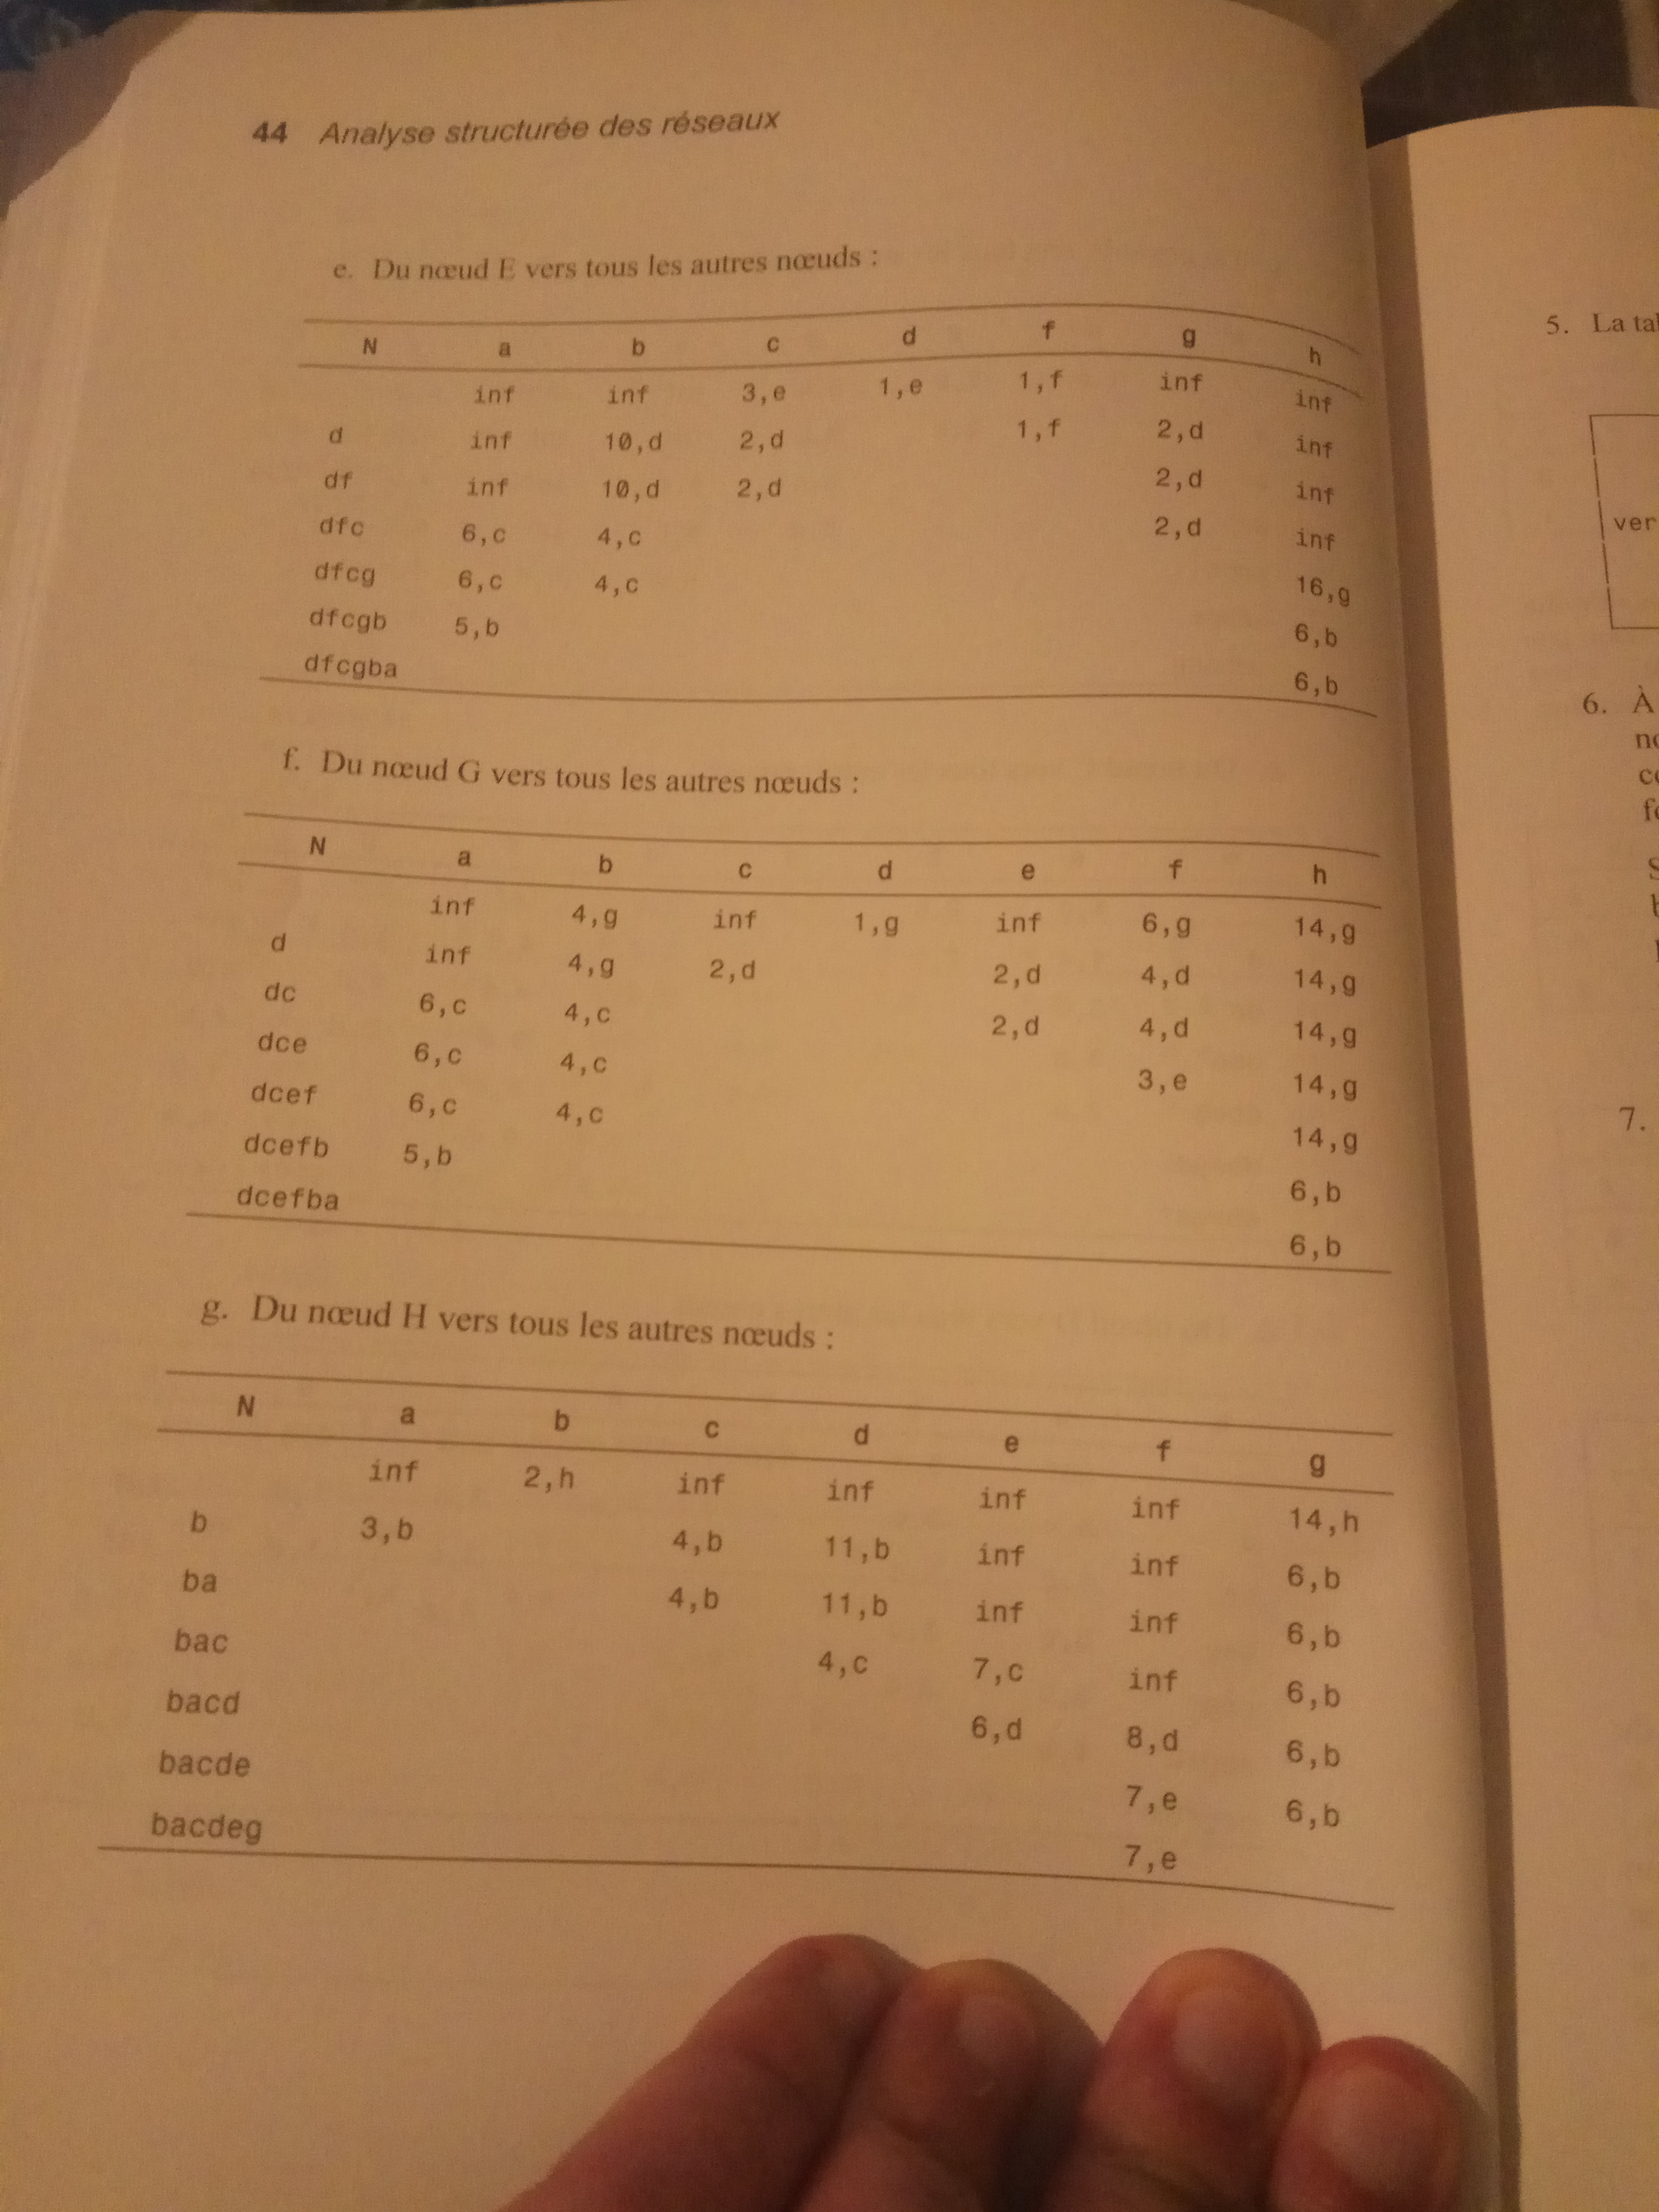 44 Analyse structurée des réseaux
e. Du nœud E vers tous les autres nœuds :
N a b c d f g h
inf inf 3,e 1,e 1,f inf inf
d inf 10,d 2,d 1,f 2,d inf
df inf 10,d 2,d 2,d inf
dfc 6,c 4,c 2,d inf
dfcg 6,c 4,c 16,g
dfcgb 5,b 6,b
dfcgba 6,b
f. Du nœud G vers tous les autres nœuds :
N a b c d e f h
inf 4,g inf 1,g inf 6,g 14,g
d inf 4,g 2,d 2,d 4,d 14,g
dc 6,c 4,c 2,d 4,d 14,g
dce 6,c 4,c 3,e 14,g
dcef 6,c 4,c 14,g
dcefb 5,b 6,b
dcefba 6,b
g. Du nœud H vers tous les autres nœuds :
N a b c d e f g
inf 2,h inf inf inf inf 14,h
b 3,b 4,b 11,b inf inf 6,b
ba 4,b 11,b inf inf 6,b
bac 4,c 7,c inf 6,b
bacd 6,d 8,d 6,b
bacde 7,e 6,b
bacdeg 7,e
5. La
ver
6. À
7.